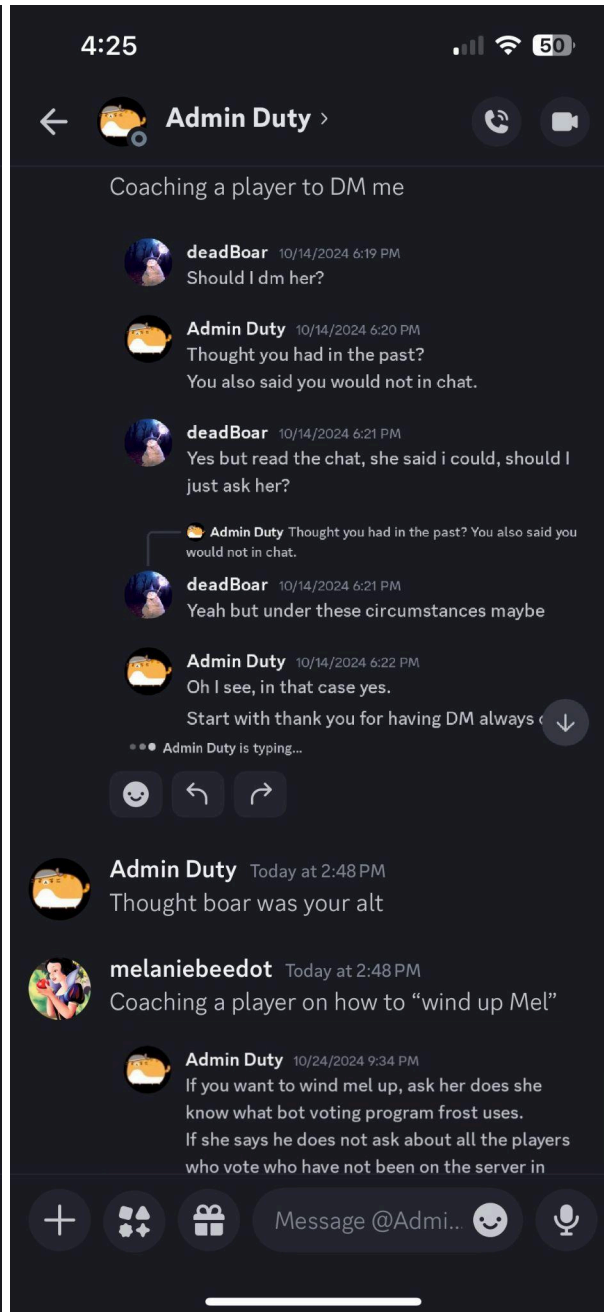 4:25
50
Admin Duty
Coaching a player to DM me
deadBoar 10/14/2024 6:19 PM
Should I dm her?
Admin Duty 10/14/2024 6:20 PM
Thought you had in the past?
You also said you would not in chat.
deadBoar 10/14/2024 6:21 PM
Yes but read the chat, she said i could, should I
just ask her?
Admin Duty Thought you had in the past? You also said you
would not in chat.
deadBoar 10/14/2024 6:21 PM
Yeah but under these circumstances maybe
Admin Duty 10/14/2024 6:22 PM
Oh I see, in that case yes.
Start with thank you for having DM always
Admin Duty is typing...
Admin Duty Today at 2:48 PM
Thought boar was your alt
melaniebeedot Today at 2:48 PM
Coaching a player on how to “wind up Mel”
Admin Duty 10/24/2024 9:34 PM
If you want to wind mel up, ask her does she
know what bot voting program frost uses.
If she says he does not ask about all the players
who vote who have not been on the server in
Message @Admi...